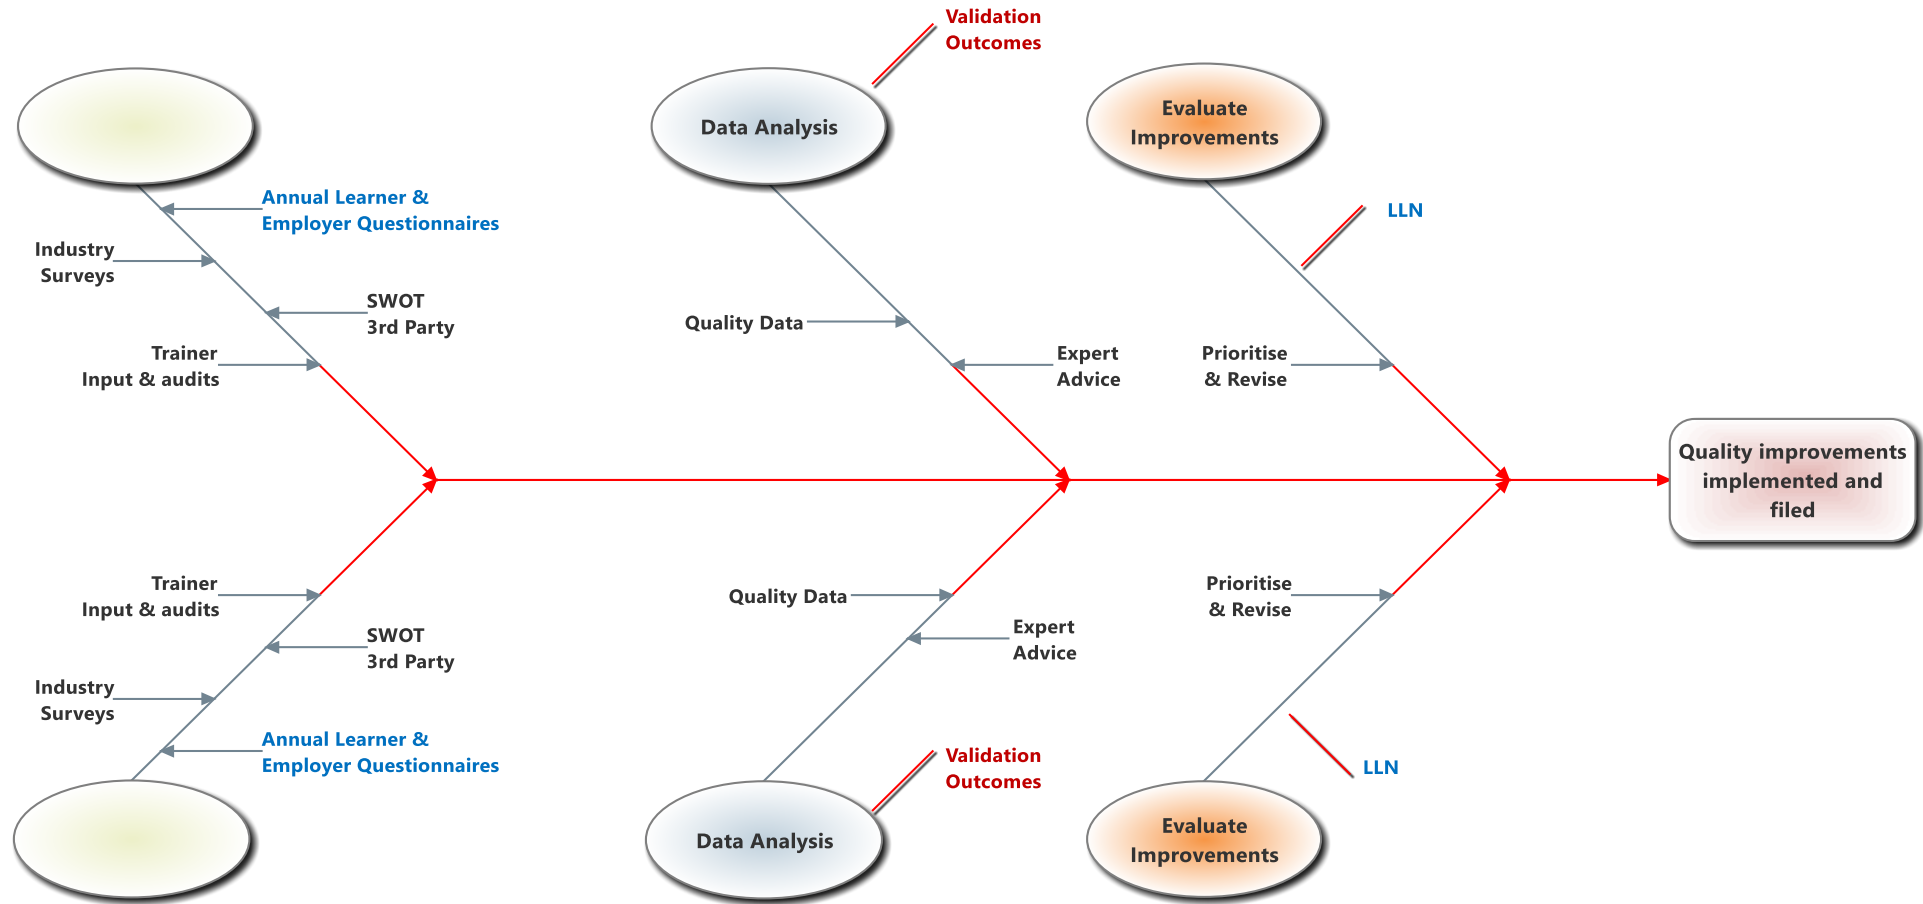 Validation
Outcomes
Data Analysis
Evaluate
Improvements
Annual Learner &
Employer Questionnaires
LLN
Industry
Surveys
SWOT
3rd Party
Quality Data
Trainer
Input & audits
Expert
Advice
Prioritise
& Revise
Quality improvements
implemented and
filed
Trainer
Input & audits
Quality Data
Prioritise
& Revise
SWOT
3rd Party
Expert
Advice
Industry
Surveys
Annual Learner &
Employer Questionnaires
Validation
Outcomes
LLN
Data Analysis
Evaluate
Improvements